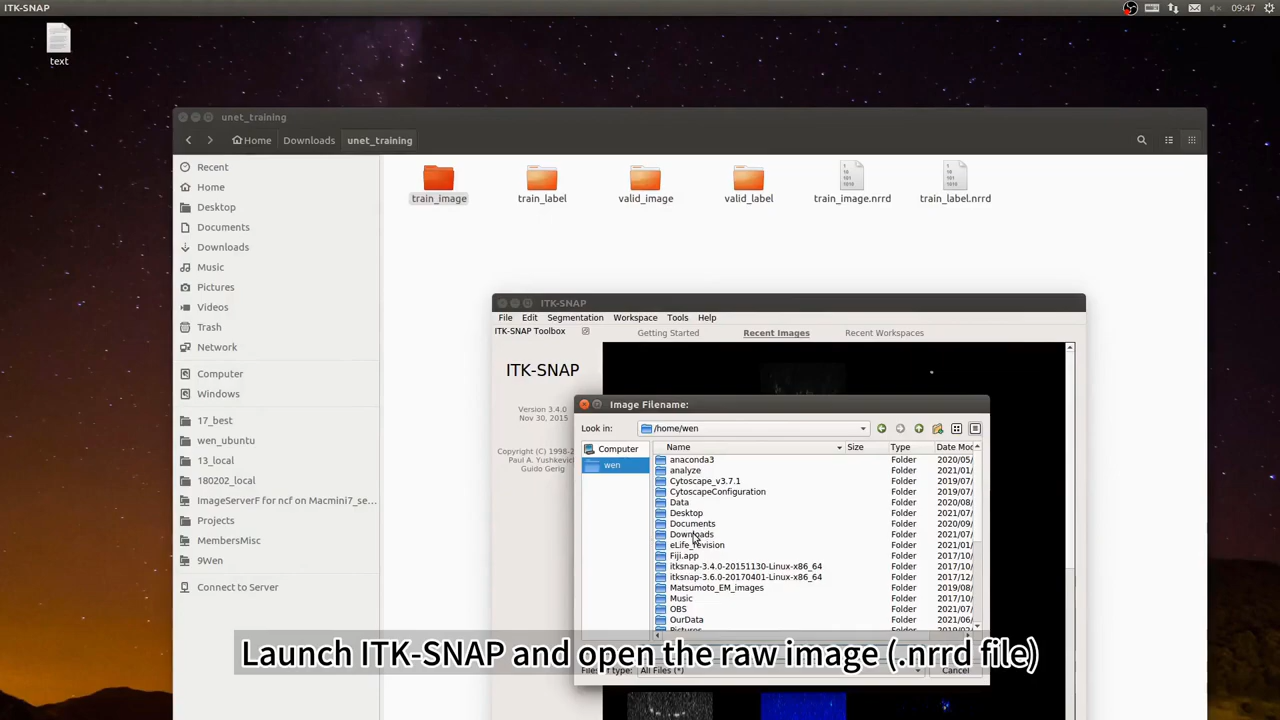 ITK-SNAP
09:47
text
unet_training
Home
Downloads
unet_training
Recent
Home
Desktop
Documents
Downloads
Music
Pictures
Videos
Trash
Network
Computer
Windows
17_best
wen_ubuntu
13_local
180202_local
ImageServerF for ncf on Macmini7_se...
Projects
MembersMisc
9Wen
Connect to Server
train_image
train_label
valid_image
valid_label
train_image.nrrd
train_label.nrrd
ITK-SNAP
File Edit Segmentation Workspace Tools Help
ITK-SNAP Toolbox
Getting Started
Recent Images
Recent Workspaces
ITK-SNAP
Version 3.4.0
Nov 30, 2015
Copyright (C) 1998-2
Paul A. Yushkevic
Guido Gerig
Image Filename:
Look in:
/home/wen
Computer
wen
Name Size Type Date Mod
anaconda3 Folder 2020/05/
analyze Folder 2021/01/
Cytoscape_v3.7.1 Folder 2019/07/
CytoscapeConfiguration Folder 2019/07/
Data Folder 2020/08/
Desktop Folder 2021/07/
Documents Folder 2020/09/
Downloads Folder 2021/07/
eLife_revision Folder 2021/01/
Fiji.app Folder 2017/10/
itksnap-3.4.0-20151130-Linux-x86_64 Folder 2017/10/
itksnap-3.6.0-20170401-Linux-x86_64 Folder 2017/12/
Matsumoto_EM_images Folder 2019/08/
Music Folder 2017/10/
OBS Folder 2021/07/
OurData Folder 2021/06/
Pictures Folder 2019/02/
Launch ITK-SNAP and open the raw image (.nrrd file)
Files of type: All Files (*)
Cancel